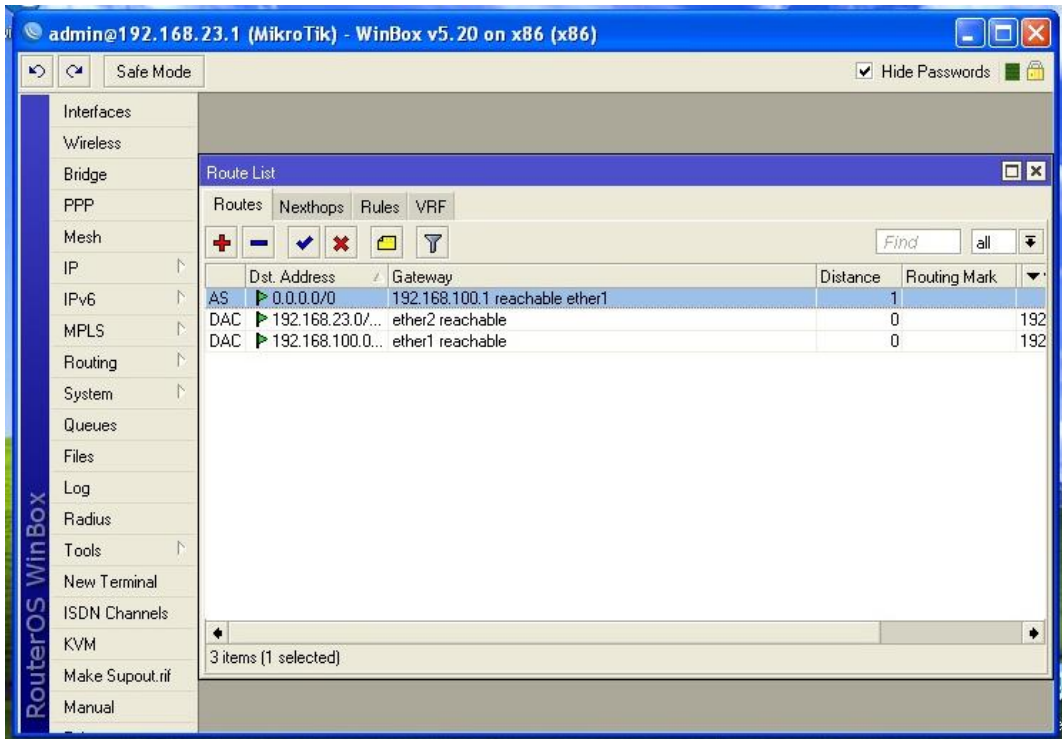 admin@192.168.23.1 (MikroTik) - WinBox v5.20 on x86 (x86)
Safe Mode
Hide Passwords
Interfaces
Wireless
Bridge
PPP
Mesh
IP
IPv6
MPLS
Routing
System
Queues
Files
Log
Radius
Tools
New Terminal
ISDN Channels
KVM
Make Supout.rif
Manual
RouterOS WinBox
Route List
Routes Nexthops Rules VRF
Find all
Dst. Address Gateway Distance Routing Mark
AS 0.0.0.0/0 192.168.100.1 reachable ether1 1
DAC 192.168.23.0/... ether2 reachable 0 192
DAC 192.168.100.0... ether1 reachable 0 192
3 items (1 selected)